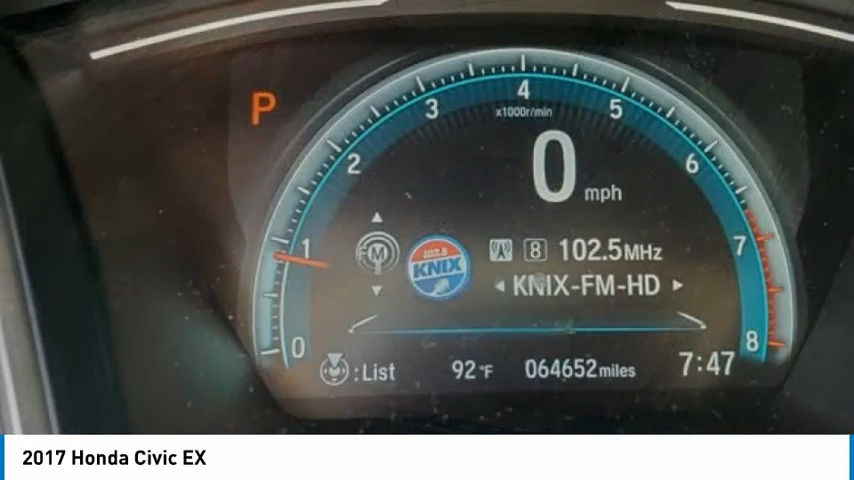 P
0 1 2 3 4 5 6 7 8
x1000r/min
0 mph
FM
102.5
KNIX
8 102.5MHz
KNIX-FM-HD
:List 92°F 064652miles 7:47
2017 Honda Civic EX